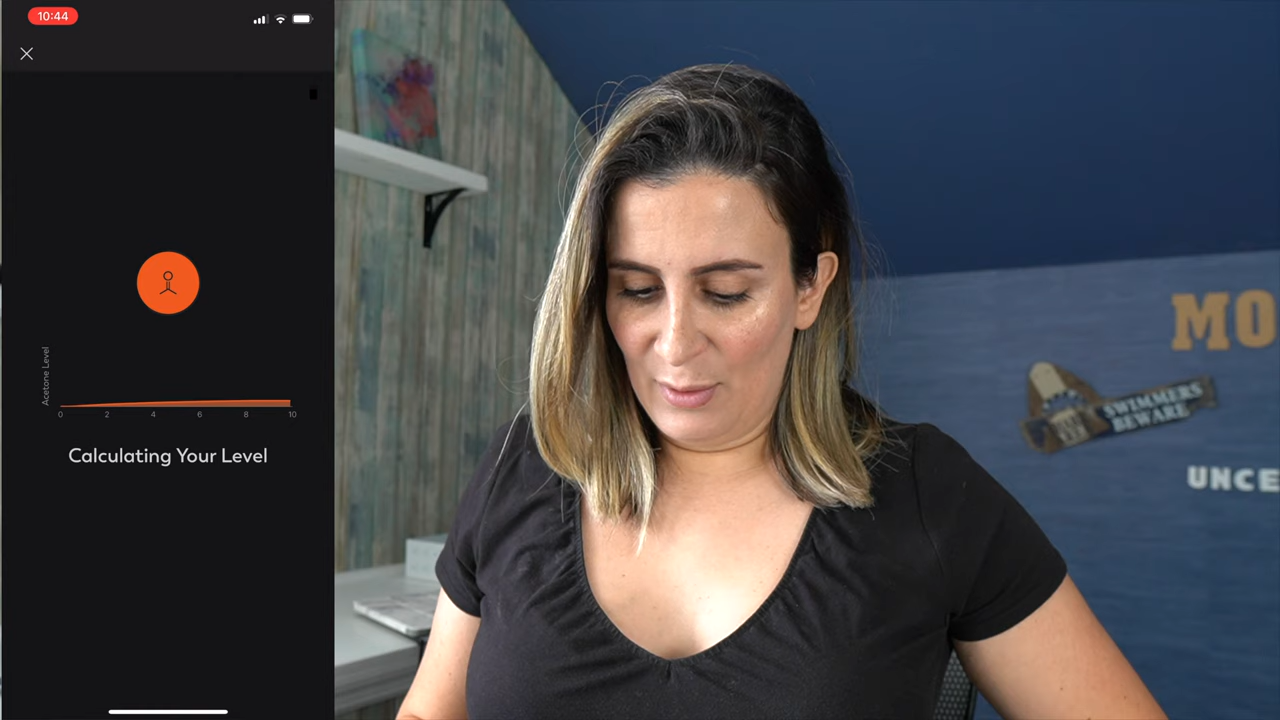 10:44
Acetone Level
0 2 4 6 8 10
Calculating Your Level
MO
SWIMMERS
BEWARE
UNCE